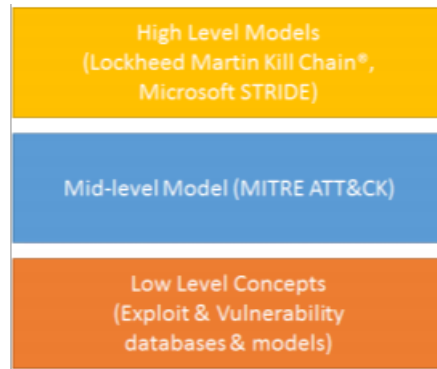 High Level Models
(Lockheed Martin Kill Chain®,
Microsoft STRIDE)
Mid-level Model (MITRE ATT&CK)
Low Level Concepts
(Exploit & Vulnerability
databases & models)